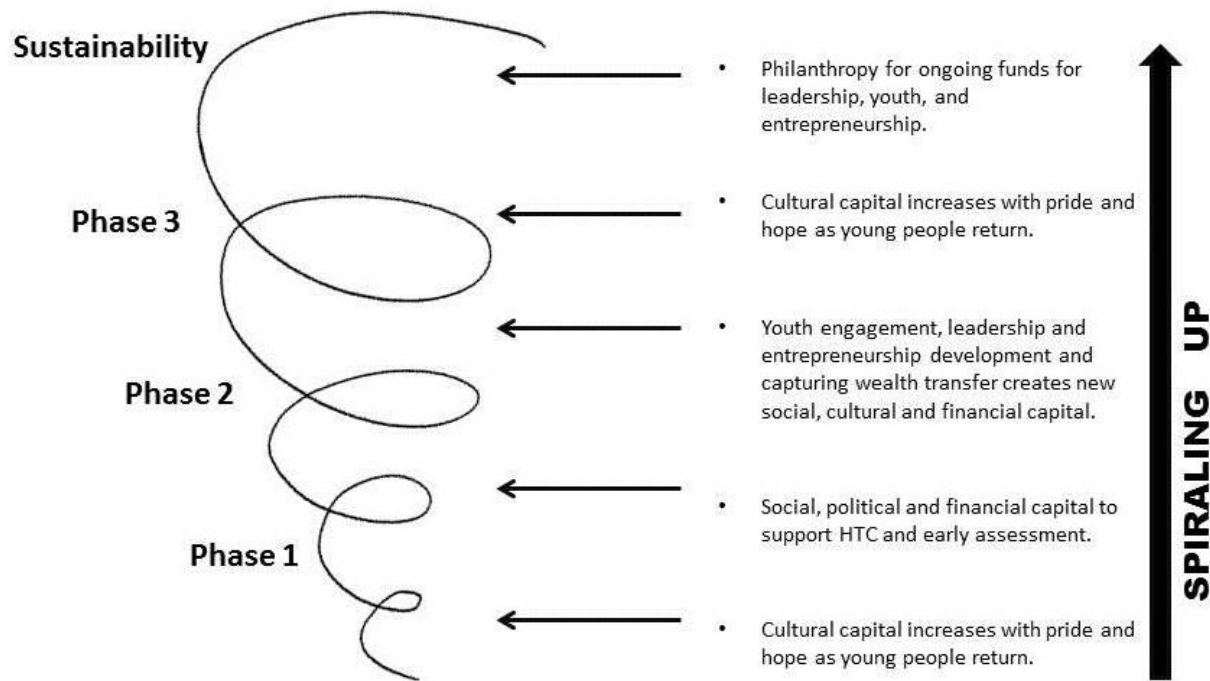 Sustainability
• Philanthropy for ongoing funds for
leadership, youth, and
entrepreneurship.
Phase 3
• Cultural capital increases with pride and
hope as young people return.
• Youth engagement, leadership and
entrepreneurship development and
capturing wealth transfer creates new
social, cultural and financial capital.
Phase 2
• Social, political and financial capital to
support HTC and early assessment.
Phase 1
• Cultural capital increases with pride and
hope as young people return.
SPIRALING UP